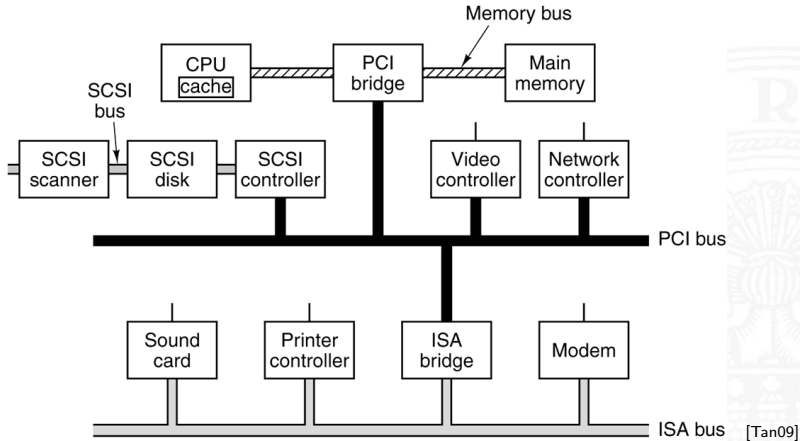 Memory bus
CPU
cache
PCI
bridge
Main
memory
SCSI
bus
SCSI
scanner
SCSI
disk
SCSI
controller
Video
controller
Network
controller
PCI bus
Sound
card
Printer
controller
ISA
bridge
Modem
ISA bus
[Tan09]
R